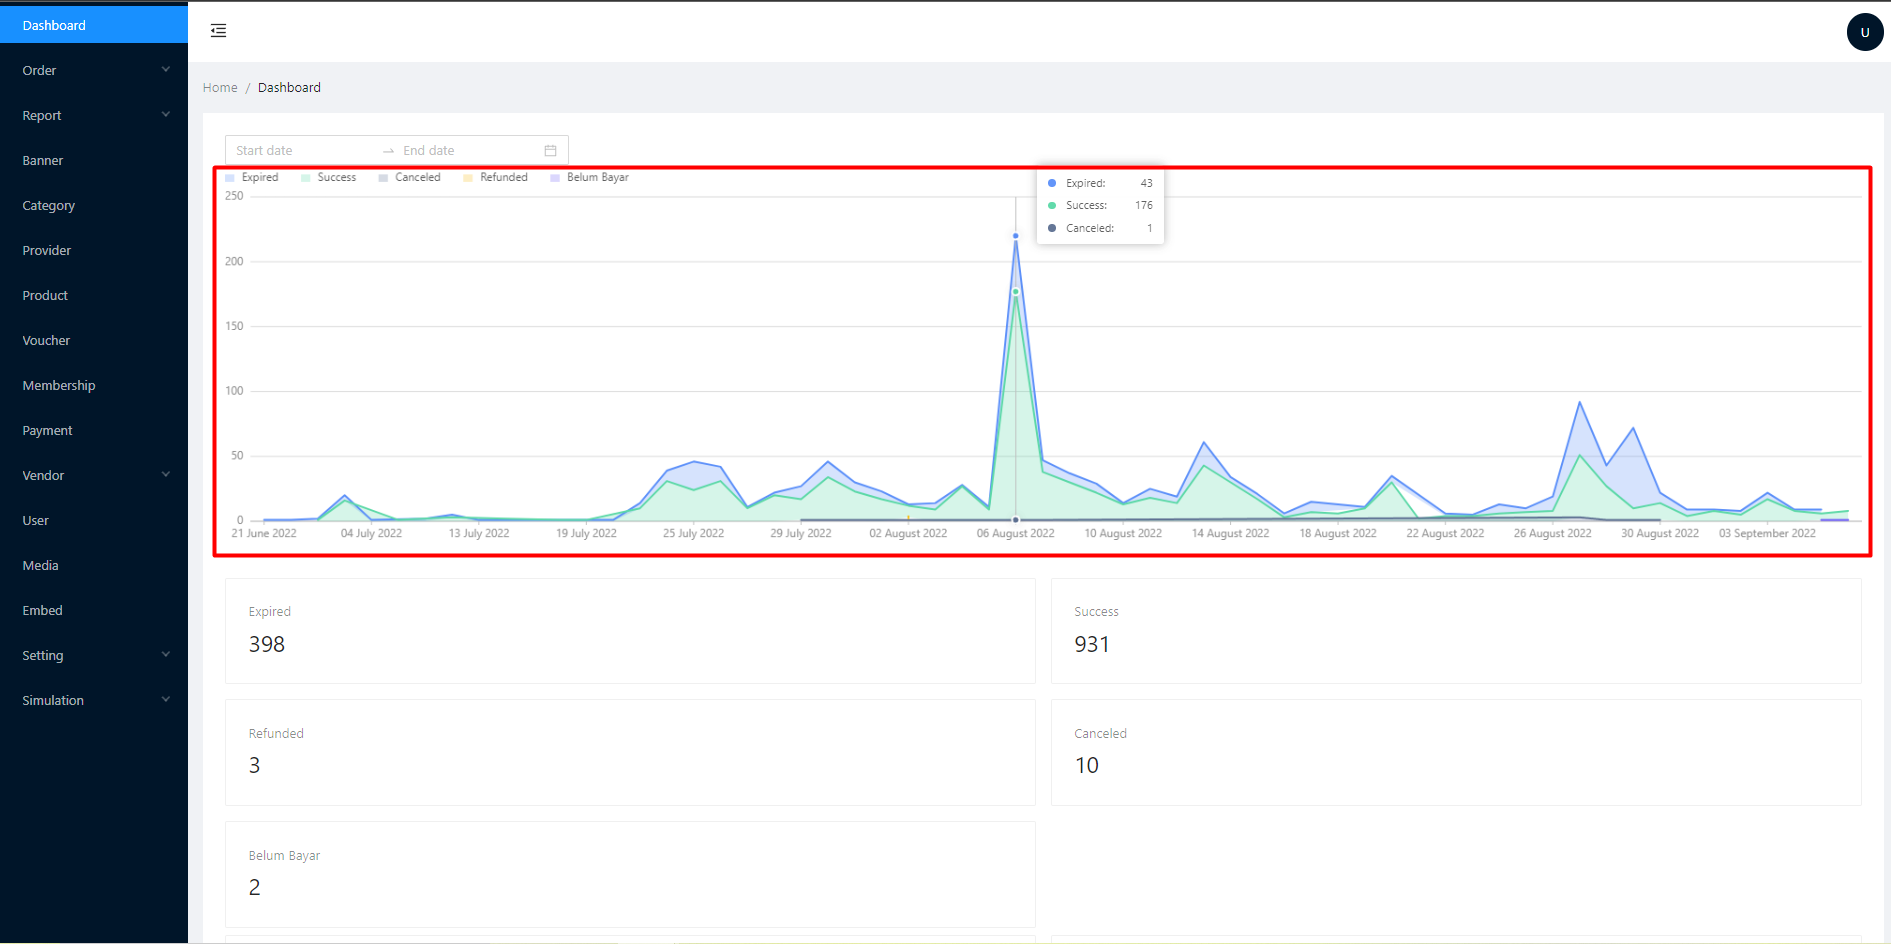 Dashboard
Order
Report
Banner
Category
Provider
Product
Voucher
Membership
Payment
Vendor
User
Media
Embed
Setting
Simulation
U
Home / Dashboard
Start date → End date
Expired Success Canceled Refunded Belum Bayar
Expired: 43
Success: 176
Canceled: 1
250
200
150
100
50
0
21 June 2022 04 July 2022 13 July 2022 19 July 2022 25 July 2022 29 July 2022 02 August 2022 06 August 2022 10 August 2022 14 August 2022 18 August 2022 22 August 2022 26 August 2022 30 August 2022 03 September 2022
Expired
398
Success
931
Refunded
3
Canceled
10
Belum Bayar
2